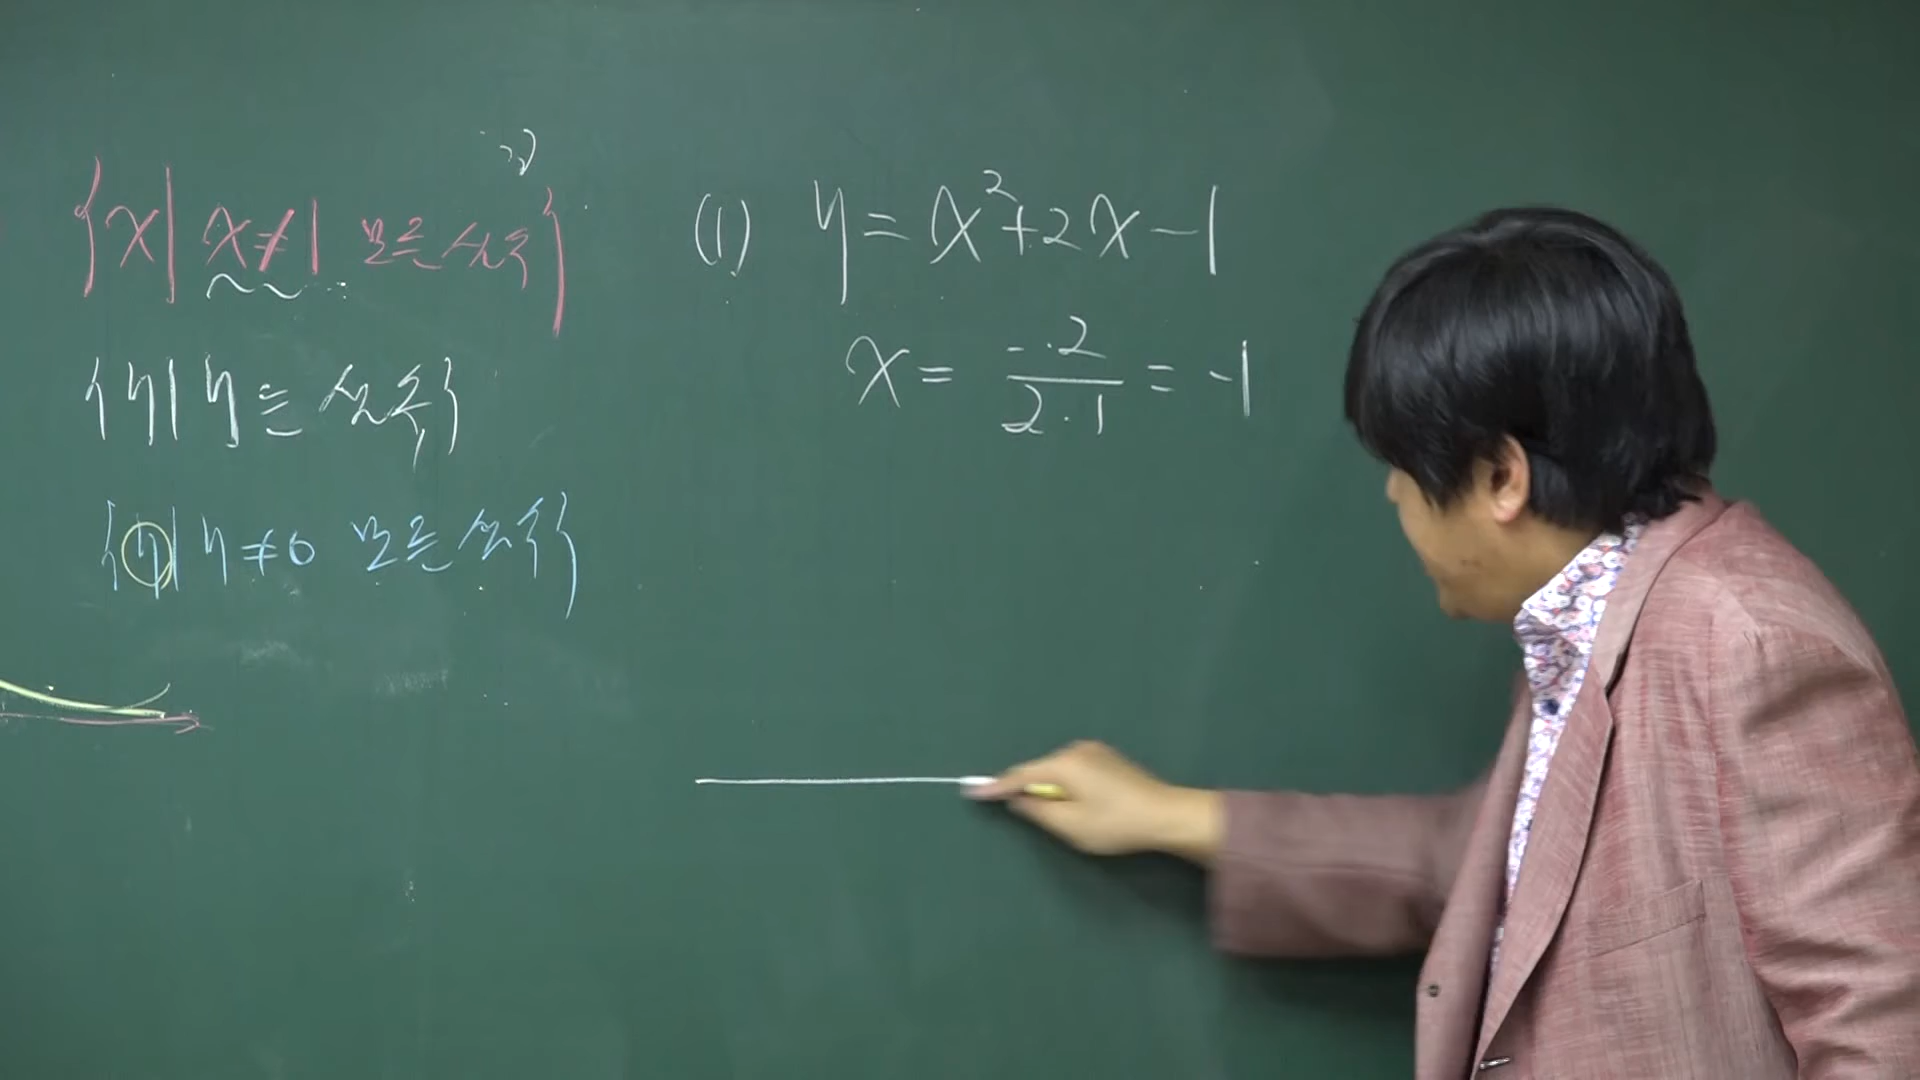 {x| x≠1 모든 실수}
{y| y는 실수}
{y| y≠0 모든 실수}
(1) y = x²+2x-1
x = -2/2·1 = -1